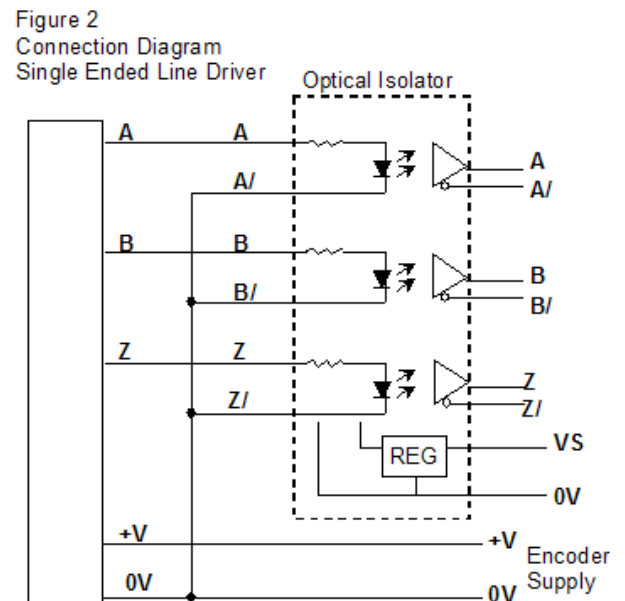 Figure 2
Connection Diagram
Single Ended Line Driver
Optical Isolator
A A
A
A/
A/
B B
B
B/
B/
Z Z
Z
Z/
Z/
REG
VS
0V
+V
+V
Encoder
Supply
0V
0V